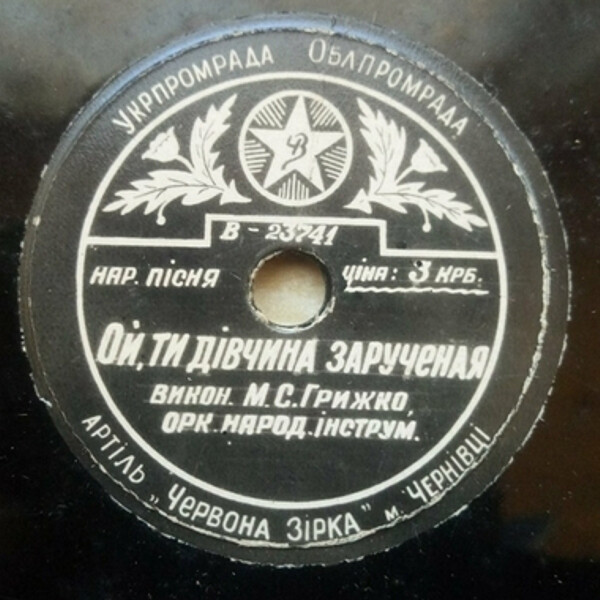 Укрпромрада Облпромрада
В
В - 23741
нар. пісня
ціна: 3 крб.
Ой, ти дівчина зарученая
викон. М.С.Грижко,
орк. народ. інструм.
Артіль „Червона Зірка" м. Чернівці